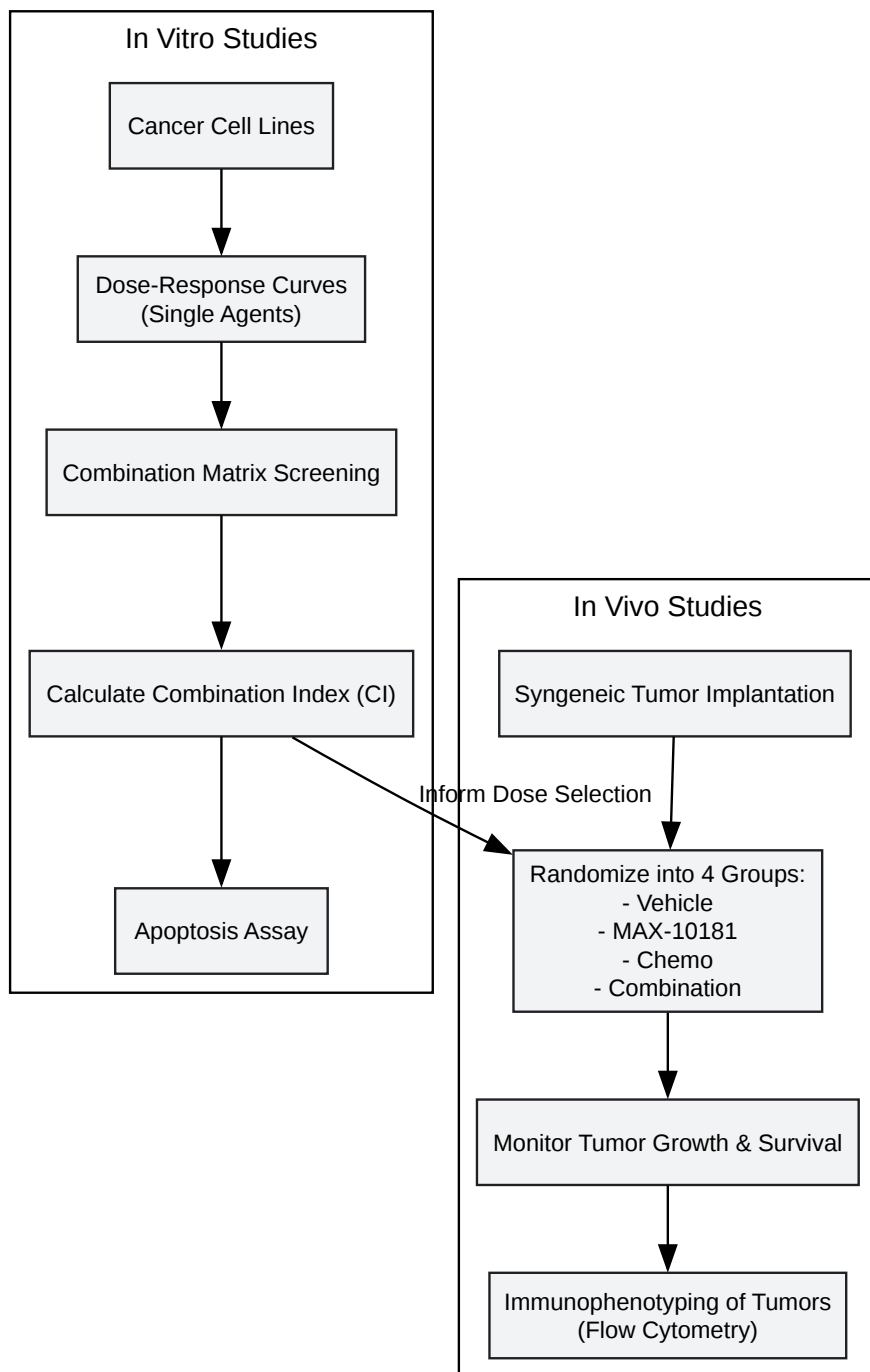 In Vitro Studies
Cancer Cell Lines
Dose-Response Curves
(Single Agents)
Combination Matrix Screening
Calculate Combination Index (CI)
Apoptosis Assay
Inform Dose Selection
In Vivo Studies
Syngeneic Tumor Implantation
Randomize into 4 Groups:
- Vehicle
- MAX-10181
- Chemo
- Combination
Monitor Tumor Growth & Survival
Immunophenotyping of Tumors
(Flow Cytometry)